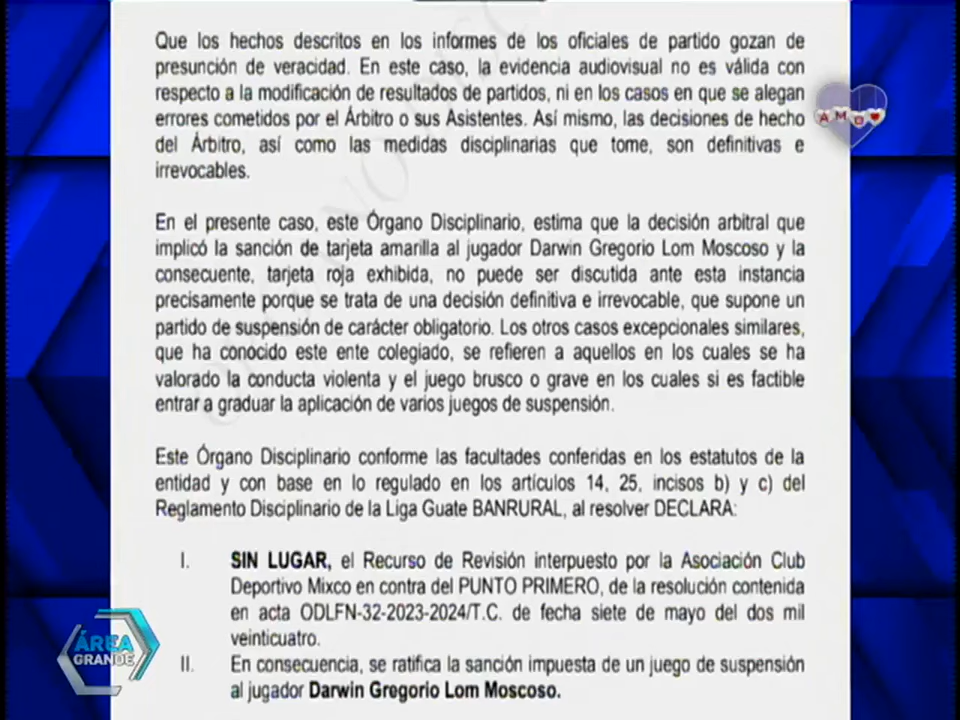 Que los hechos descritos en los informes de los oficiales de partido gozan de
presunción de veracidad. En este caso, la evidencia audiovisual no es válida con
respecto a la modificación de resultados de partidos, ni en los casos en que se alegan
errores cometidos por el Árbitro o sus Asistentes. Así mismo, las decisiones de hecho
del Árbitro, así como las medidas disciplinarias que tome, son definitivas e
irrevocables.
AMO
En el presente caso, este Órgano Disciplinario, estima que la decisión arbitral que
implicó la sanción de tarjeta amarilla al jugador Darwin Gregorio Lom Moscoso y la
consecuente, tarjeta roja exhibida, no puede ser discutida ante esta instancia
precisamente porque se trata de una decisión definitiva e irrevocable, que supone un
partido de suspensión de carácter obligatorio. Los otros casos excepcionales similares,
que ha conocido este ente colegiado, se refieren a aquellos en los cuales se ha
valorado la conducta violenta y el juego brusco o grave en los cuales si es factible
entrar a graduar la aplicación de varios juegos de suspensión.
Este Órgano Disciplinario conforme las facultades conferidas en los estatutos de la
entidad y con base en lo regulado en los artículos 14, 25, incisos b) y c) del
Reglamento Disciplinario de la Liga Guate BANRURAL, al resolver DECLARA:
I. SIN LUGAR, el Recurso de Revisión interpuesto por la Asociación Club
Deportivo Mixco en contra del PUNTO PRIMERO, de la resolución contenida
en acta ODLFN-32-2023-2024/T.C. de fecha siete de mayo del dos mil
veinticuatro.
II. En consecuencia, se ratifica la sanción impuesta de un juego de suspensión
al jugador Darwin Gregorio Lom Moscoso.
ÁREA
GRANDE